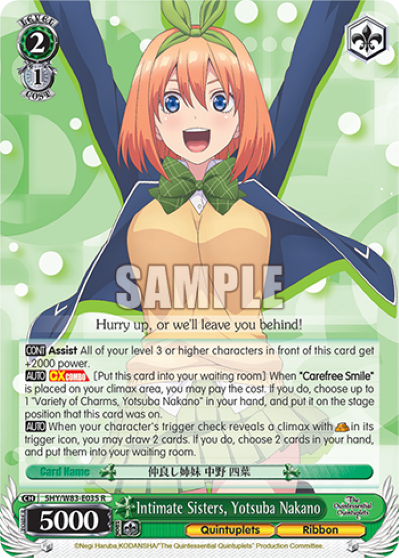 LEVEL
2
1
COST
SAMPLE
Hurry up, or we'll leave you behind!
CONT Assist All of your level 3 or higher characters in front of this card get
+2000 power.
AUTO CXCOMBO [Put this card into your waiting room] When "Carefree Smile"
is placed on your climax area, you may pay the cost. If you do, choose up to
1 "Variety of Charms, Yotsuba Nakano" in your hand, and put it on the stage
position that this card was on.
AUTO When your character's trigger check reveals a climax with in
its trigger icon, you may draw 2 cards. If you do, choose 2 cards in your hand,
and put them into your waiting room.
Card Name 仲良し姉妹 中野 四葉
CH 5HY/W83-E035 R
5000
Intimate Sisters, Yotsuba Nakano
The Quintessential Quintuplets
Quintuplets Ribbon
©Negi Haruba,KODANSHA/"The Quintessential Quintuplets" Production Committee